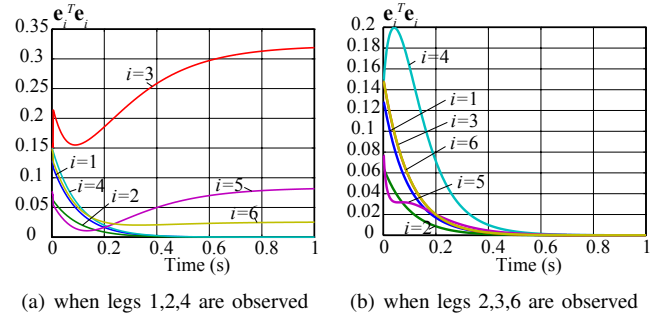 e_i^T e_i
0.35
0.3
0.25
0.2
0.15
0.1
0.05
0
i=3
i=1
i=4
i=2
i=5
i=6
0 0.2 0.4 0.6 0.8 1
Time (s)
(a) when legs 1,2,4 are observed
e_i^T e_i
0.2
0.18
0.16
0.14
0.12
0.1
0.08
0.06
0.04
0.02
0
i=4
i=1
i=3
i=6
i=5
i=2
0 0.2 0.4 0.6 0.8 1
Time (s)
(b) when legs 2,3,6 are observed